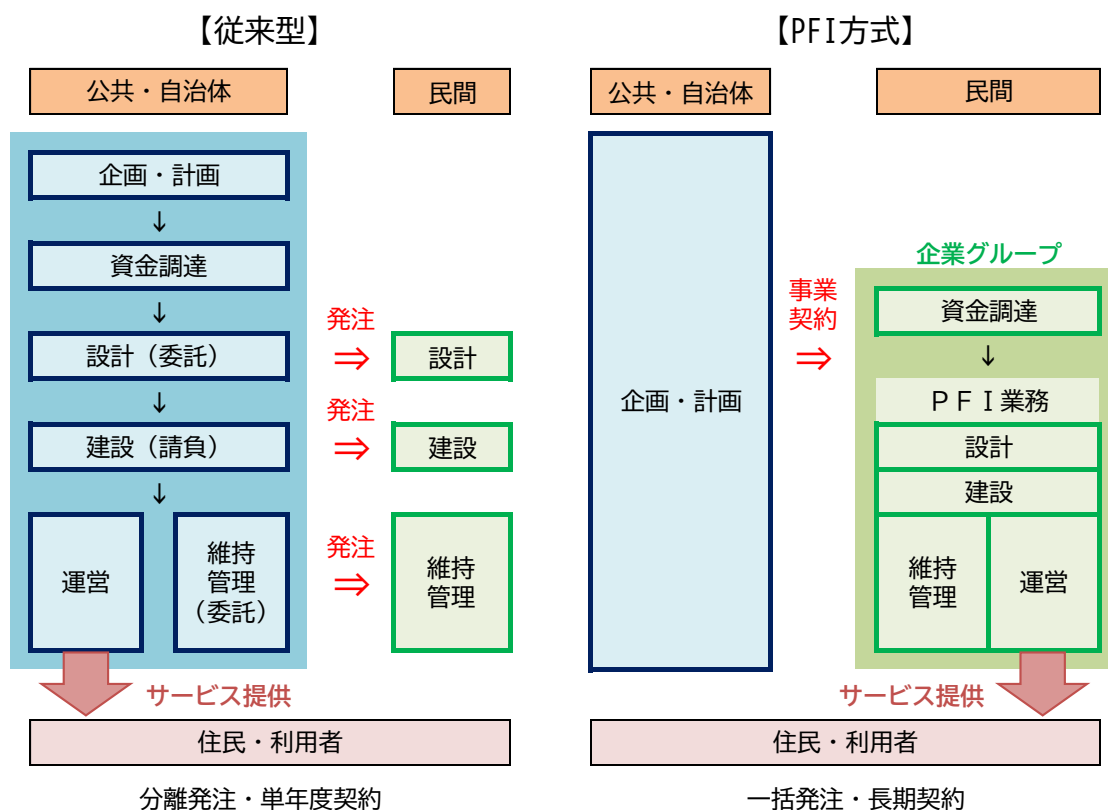 【従来型】
公共・自治体
民間
企画・計画
↓
資金調達
↓
設計（委託）
発注
⇒
設計
↓
建設（請負）
発注
⇒
建設
↓
運営
維持
管理
（委託）
発注
⇒
維持
管理
サービス提供
住民・利用者
分離発注・単年度契約
【PFI方式】
公共・自治体
民間
企画・計画
事業
契約
⇒
企業グループ
資金調達
↓
ＰＦＩ業務
設計
建設
維持
管理
運営
サービス提供
住民・利用者
一括発注・長期契約